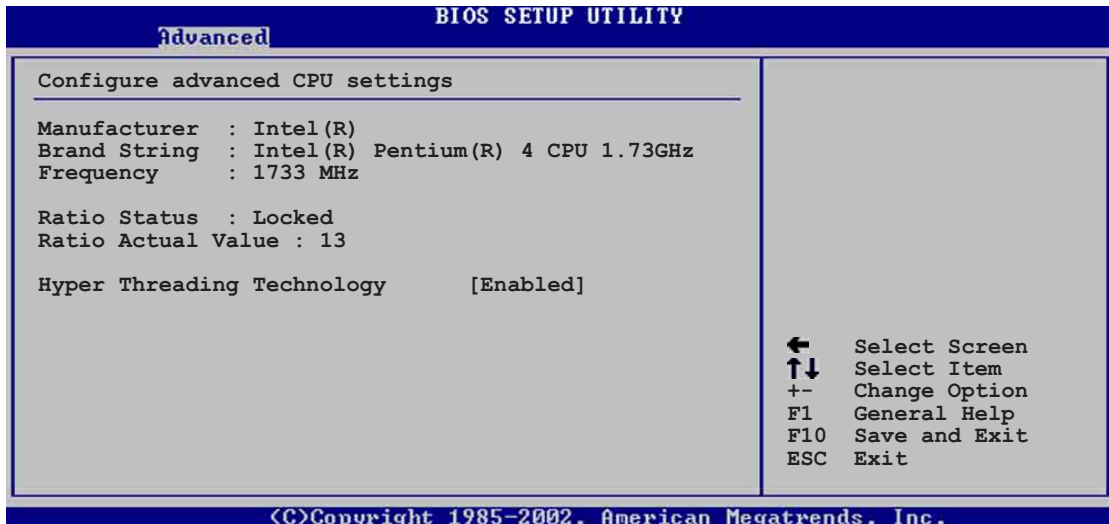 BIOS SETUP UTILITY
Advanced
Configure advanced CPU settings
Manufacturer : Intel(R)
Brand String : Intel(R) Pentium(R) 4 CPU 1.73GHz
Frequency : 1733 MHz
Ratio Status : Locked
Ratio Actual Value : 13
Hyper Threading Technology [Enabled]
← Select Screen
↑↓ Select Item
+- Change Option
F1 General Help
F10 Save and Exit
ESC Exit
(C)Copyright 1985-2002, American Megatrends, Inc.